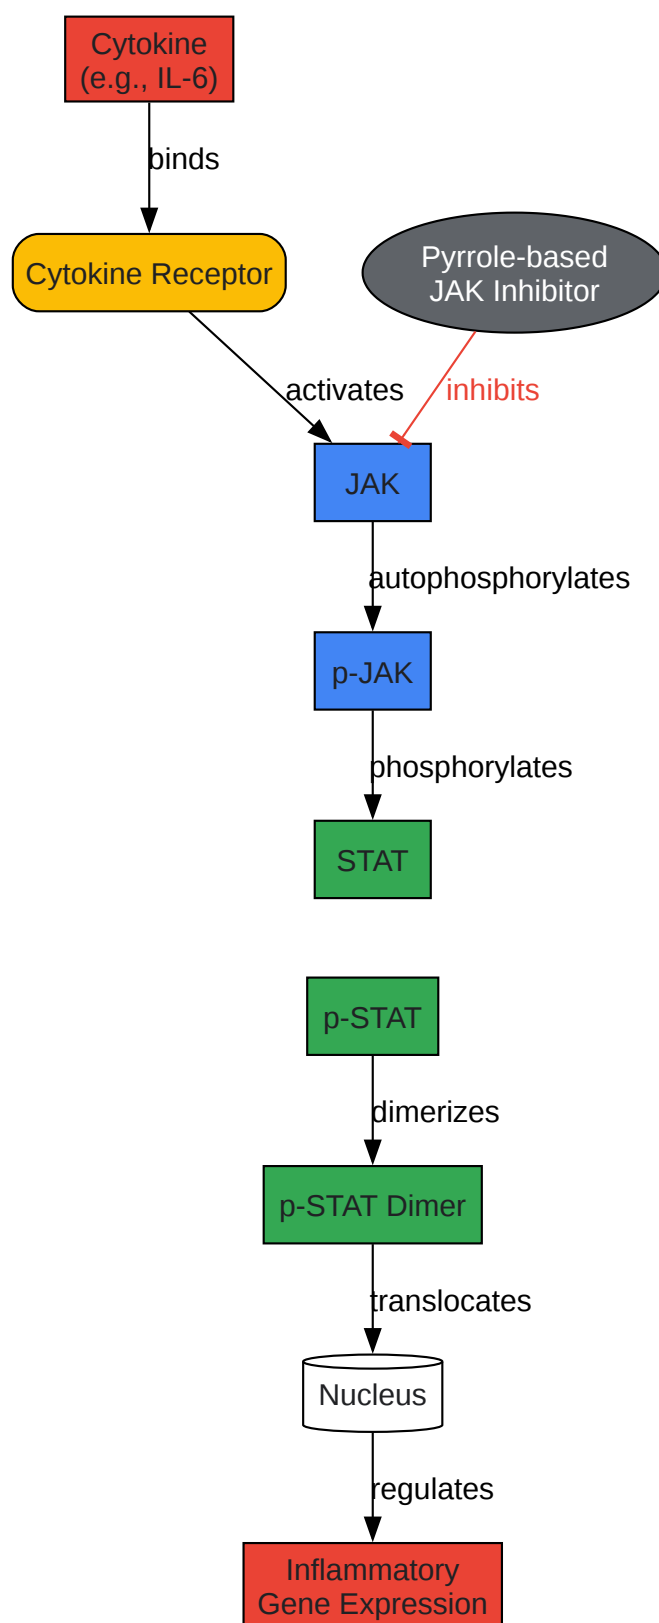 Cytokine
(e.g., IL-6)
binds
Cytokine Receptor
Pyrrole-based
JAK Inhibitor
activates
inhibits
JAK
autophosphorylates
p-JAK
phosphorylates
STAT
p-STAT
dimerizes
p-STAT Dimer
translocates
Nucleus
regulates
Inflammatory
Gene Expression